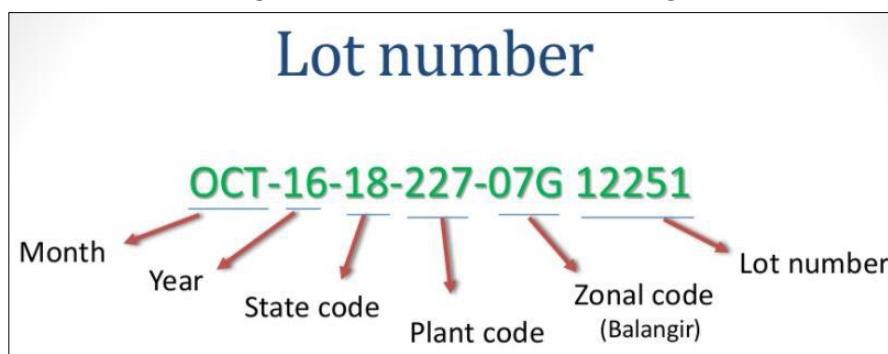 Lot number
OCT-16-18-227-07G 12251
Month
Year
State code
Plant code
Zonal code
(Balangir)
Lot number